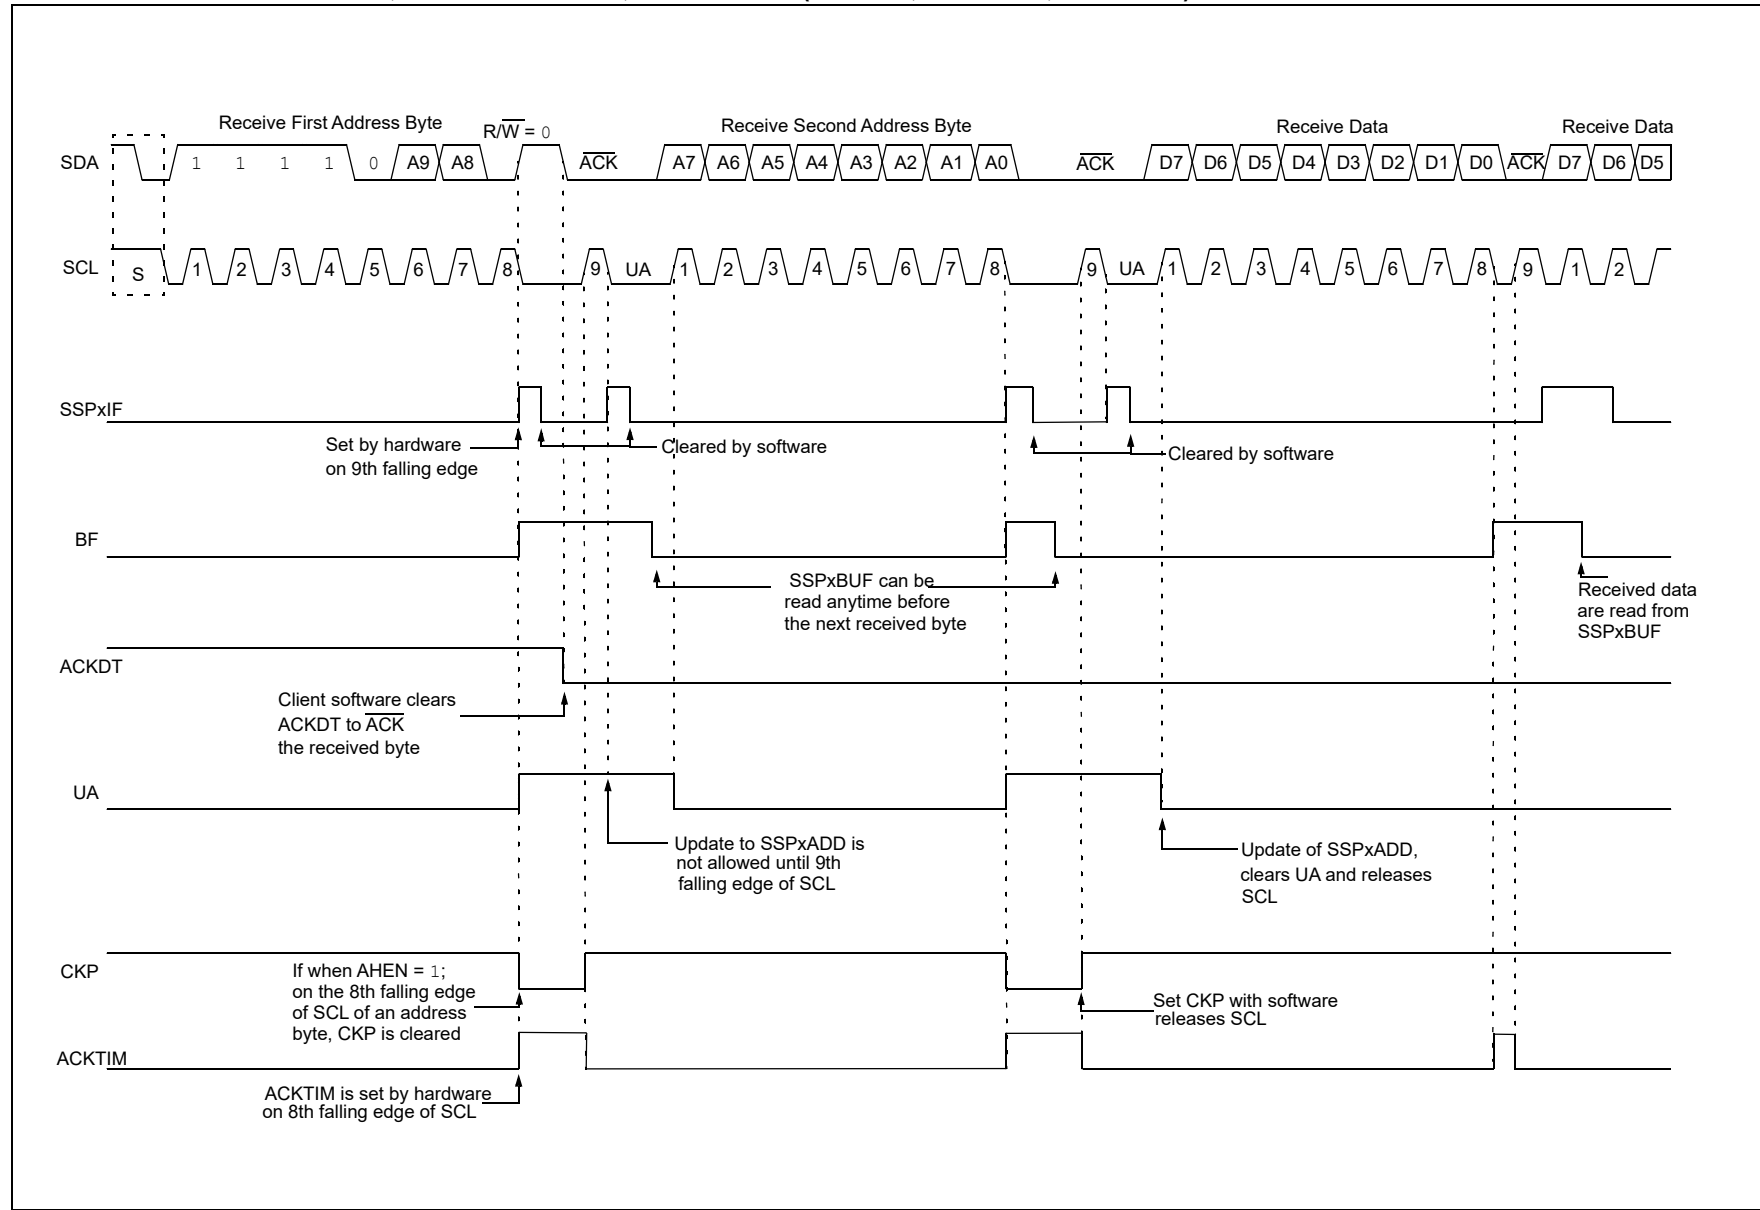 Receive First Address Byte
R/W = 0
Receive Second Address Byte
Receive Data
Receive Data
SDA
1 1 1 1 0 A9 A8
ACK
A7 A6 A5 A4 A3 A2 A1 A0
ACK
D7 D6 D5 D4 D3 D2 D1 D0
ACK
D7 D6 D5
SCL
S
1 2 3 4 5 6 7 8 9 UA 1 2 3 4 5 6 7 8 9 UA 1 2 3 4 5 6 7 8 9 1 2
SSPxIF
Set by hardware
on 9th falling edge
Cleared by software
Cleared by software
BF
SSPxBUF can be
read anytime before
the next received byte
Received data
are read from
SSPxBUF
ACKDT
Client software clears
ACKDT to ACK
the received byte
UA
Update to SSPxADD is
not allowed until 9th
falling edge of SCL
Update of SSPxADD,
clears UA and releases
SCL
CKP
If when AHEN = 1;
on the 8th falling edge
of SCL of an address
byte, CKP is cleared
Set CKP with software
releases SCL
ACKTIM
ACKTIM is set by hardware
on 8th falling edge of SCL